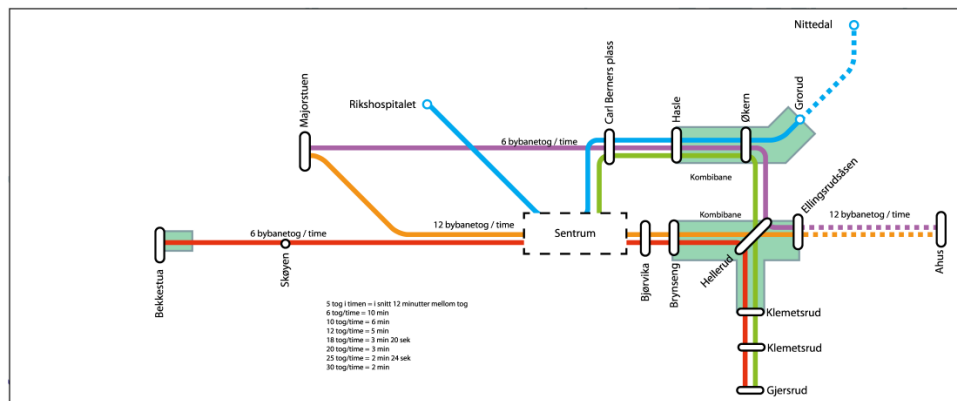 Nittedal
Rikshospitalet
Majorstuen
Carl Berners plass
Hasle
Økern
Grorud
6 bybanetog / time
Kombibane
Ellingsrudsåsen
Kombibane
12 bybanetog / time
12 bybanetog / time
6 bybanetog / time
Sentrum
Bekkestua
Skøyen
Bjørvika
Brynseng
Hellerud
Ahus
5 tog i timen = i snitt 12 minutter mellom tog
6 tog/time = 10 min
10 tog/time = 6 min
12 tog/time = 5 min
18 tog/time = 3 min 20 sek
20 tog/time = 3 min
25 tog/time = 2 min 24 sek
30 tog/time = 2 min
Klemetsrud
Klemetsrud
Gjersrud